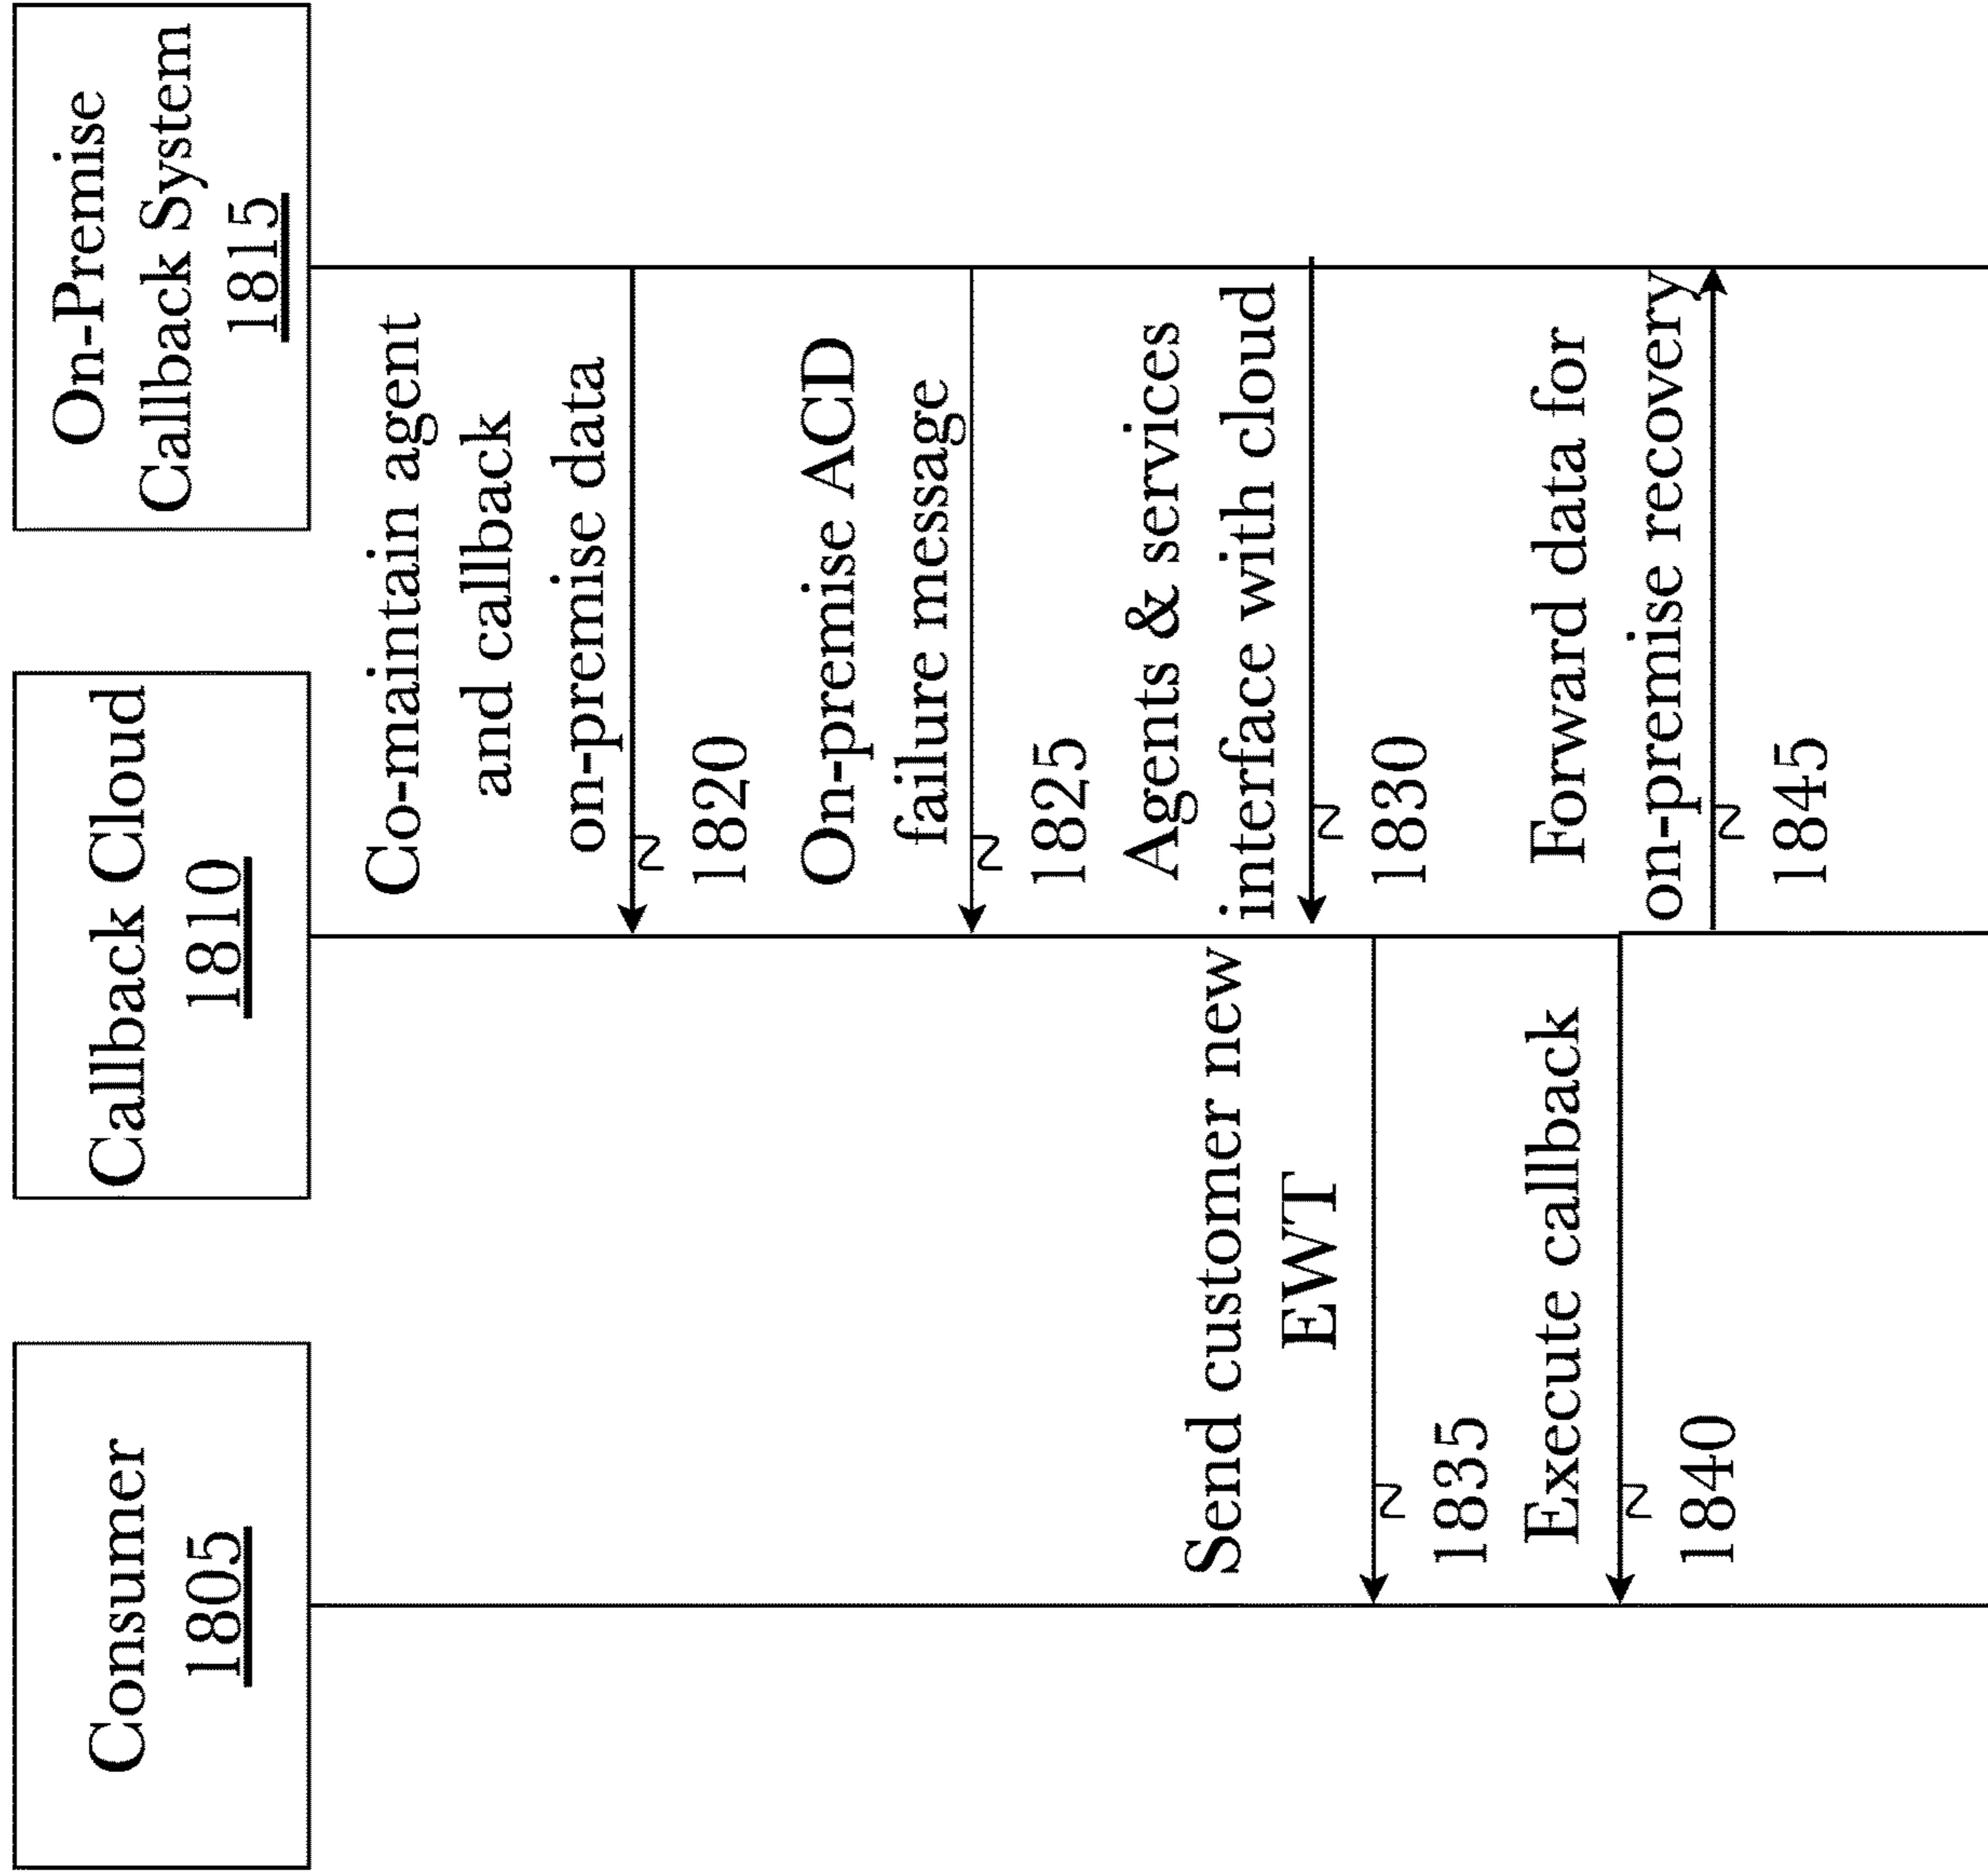 Consumer
1805
Callback Cloud
1810
On-Premise
Callback System
1815
Co-maintain agent
and callback
on-premise data
1820
On-premise ACD
failure message
1825
Agents & services
interface with cloud
1830
Send customer new
EWT
1835
Execute callback
1840
Forward data for
on-premise recovery
1845